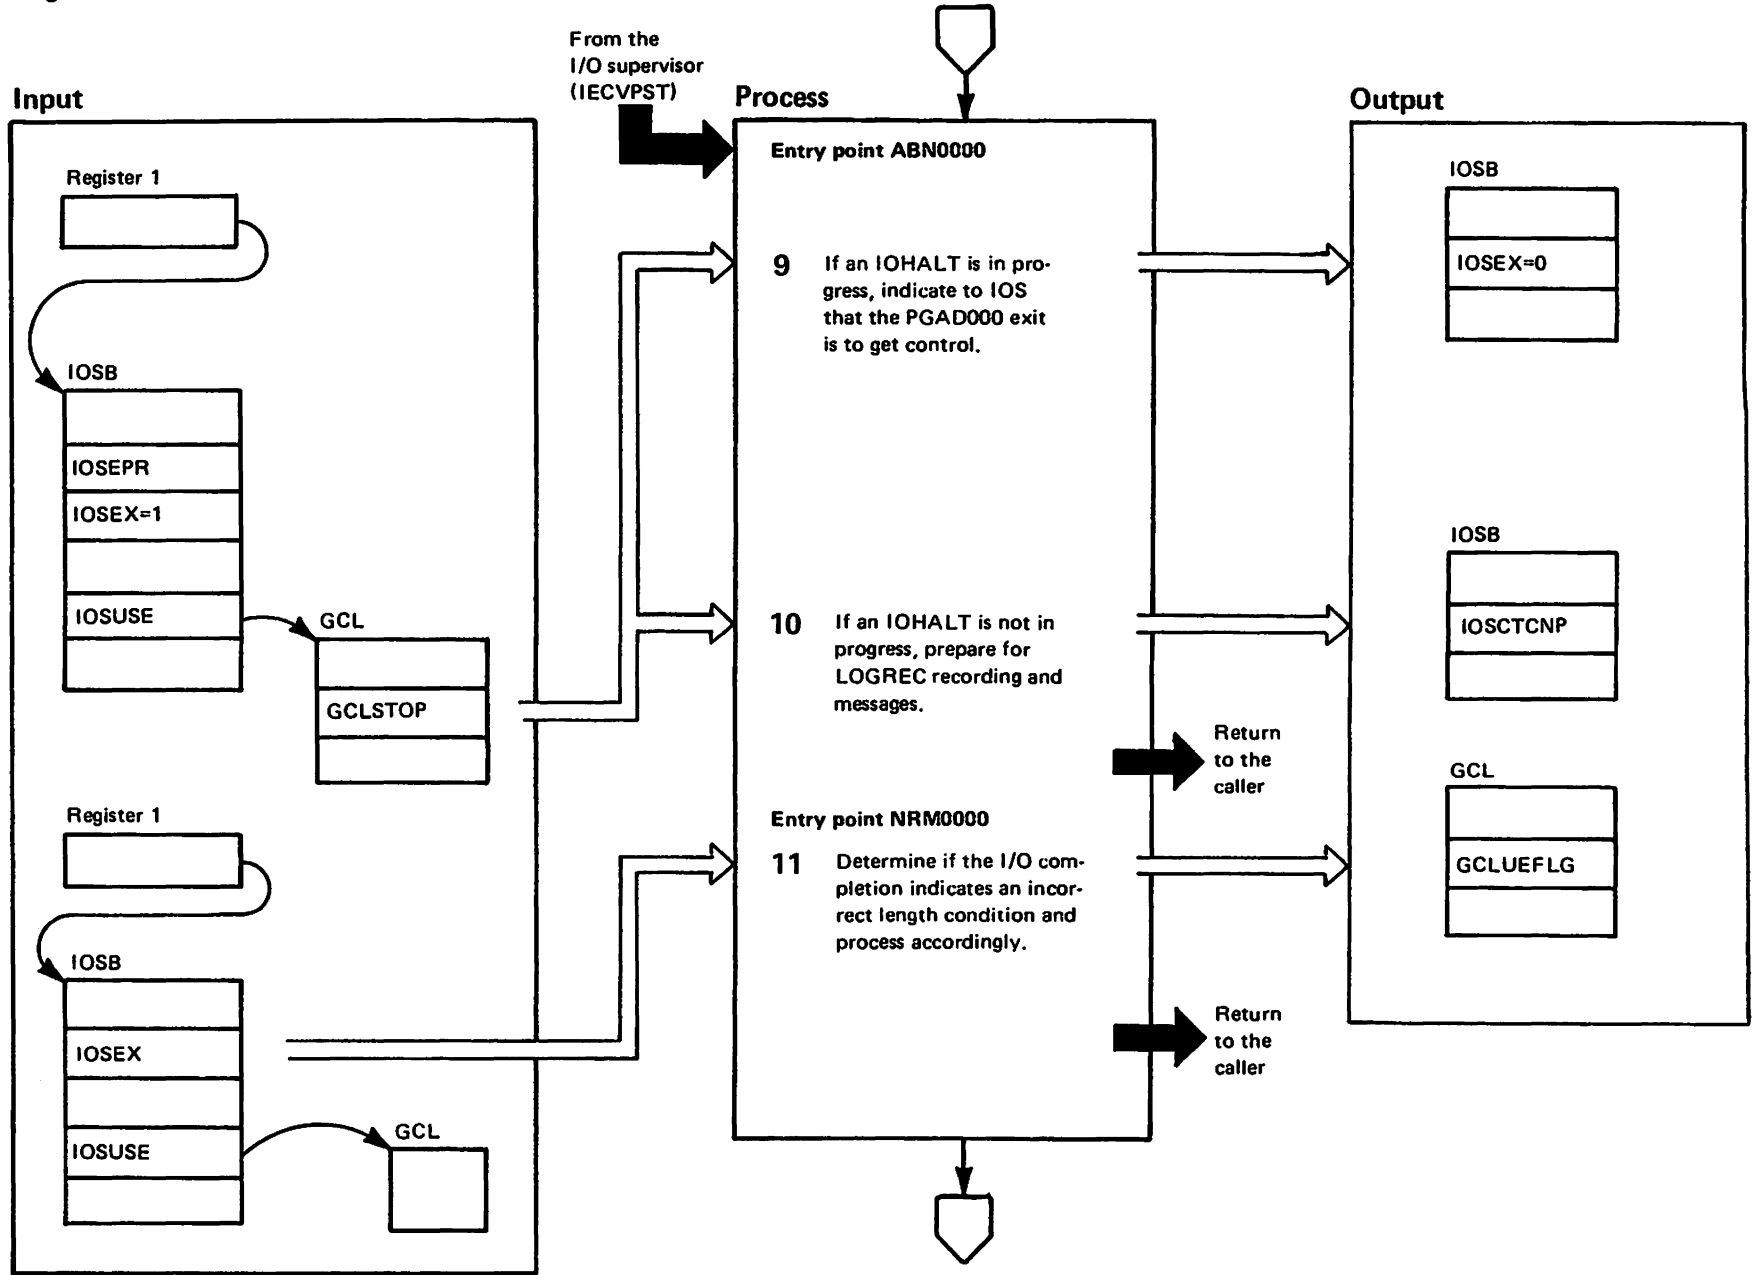 From the
I/O supervisor
(IECVPST)
Input
Process
Output
Entry point ABN0000
Register 1
IOSB
IOSEPR
IOSEX=1
IOSUSE
GCL
GCLSTOP
9 If an IOHALT is in pro-
gress, indicate to IOS
that the PGAD000 exit
is to get control.
IOSB
IOSEX=0
10 If an IOHALT is not in
progress, prepare for
LOGREC recording and
messages.
IOSB
IOSCTCNP
Return
to the
caller
Register 1
IOSB
IOSEX
IOSUSE
GCL
Entry point NRM0000
11 Determine if the I/O com-
pletion indicates an incor-
rect length condition and
process accordingly.
GCL
GCLUEFLG
Return
to the
caller